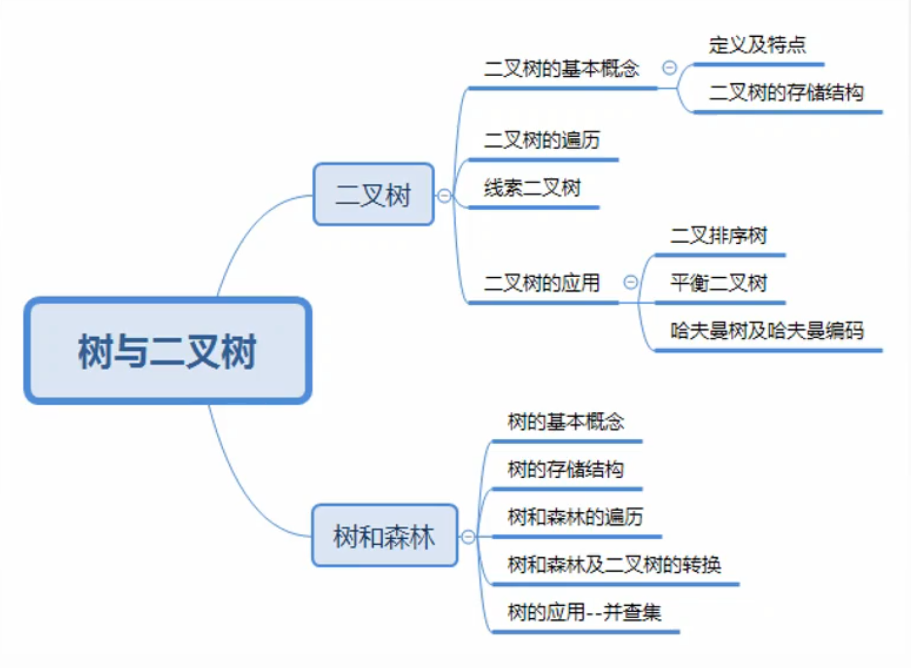 树与二叉树
二叉树
二叉树的基本概念
定义及特点
二叉树的存储结构
二叉树的遍历
线索二叉树
二叉树的应用
二叉排序树
平衡二叉树
哈夫曼树及哈夫曼编码
树和森林
树的基本概念
树的存储结构
树和森林的遍历
树和森林及二叉树的转换
树的应用--并查集